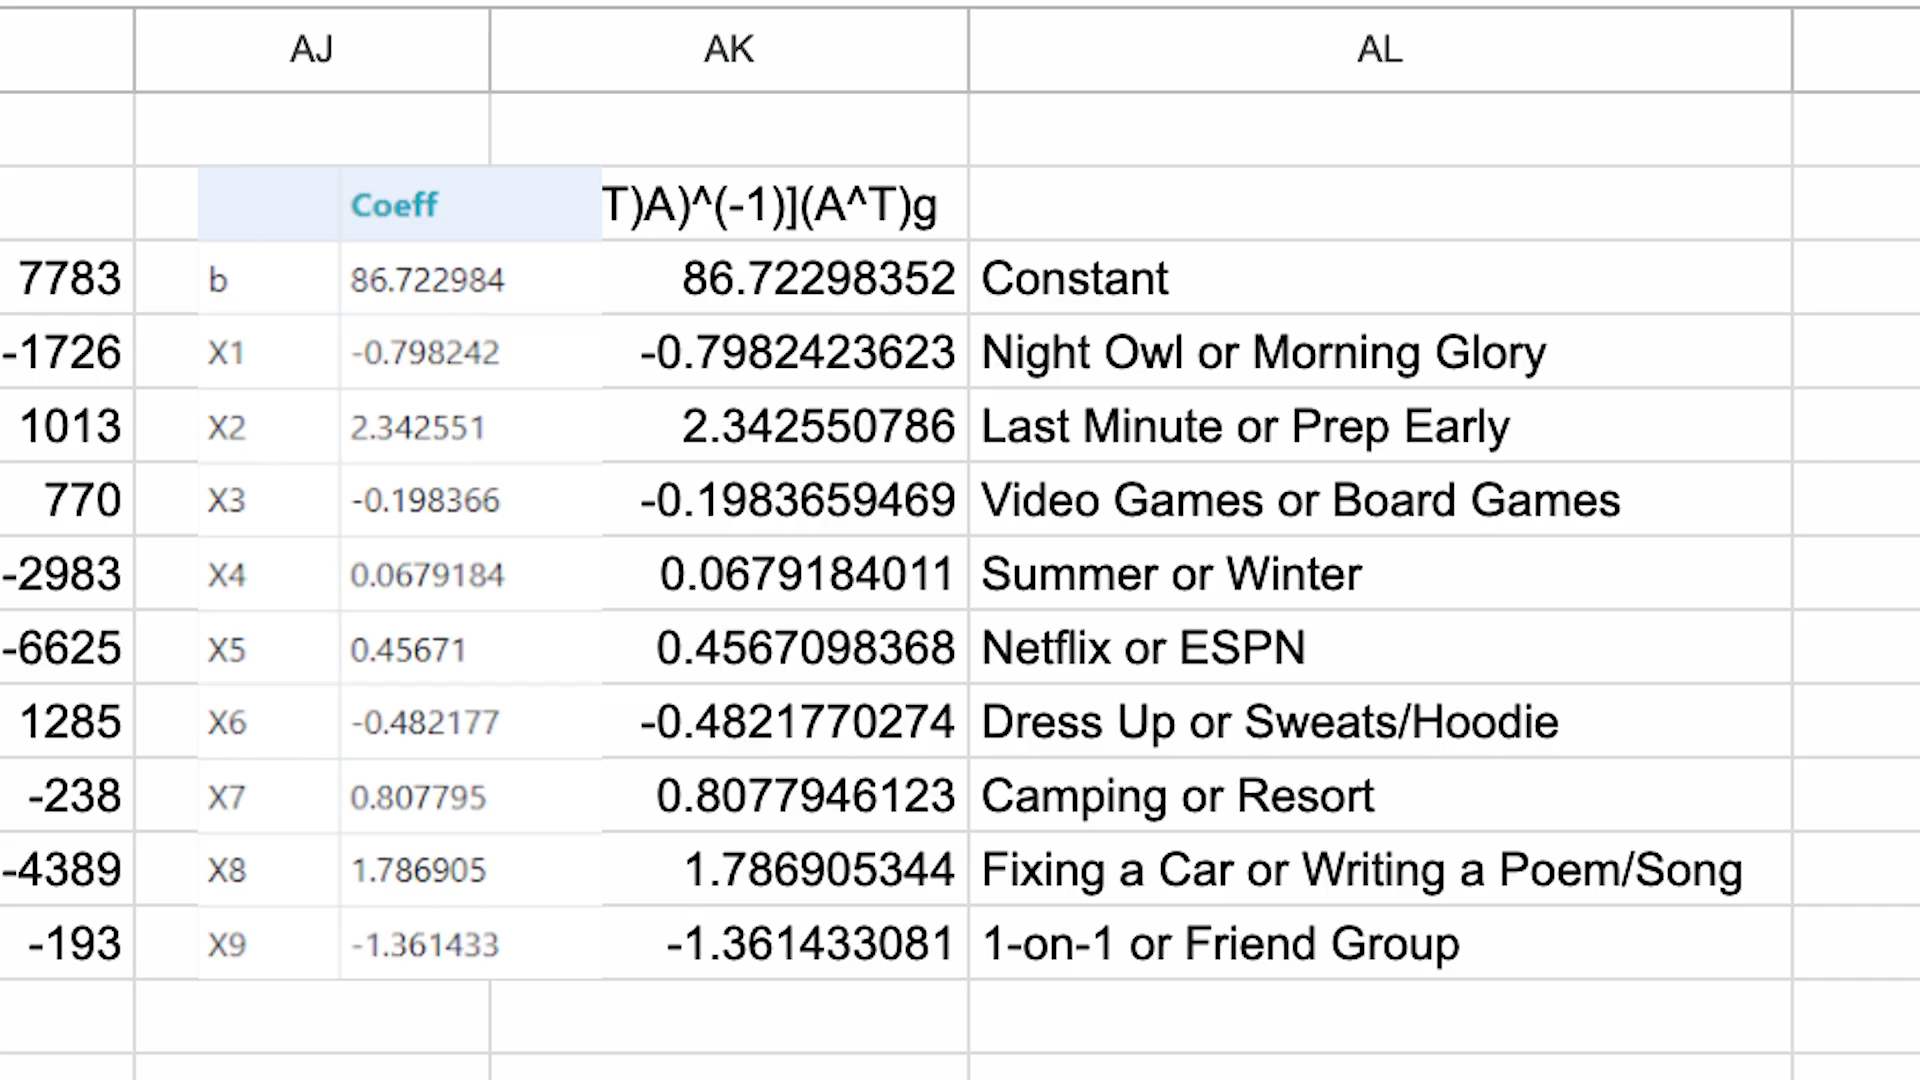 AJ AK AL
Coeff T)A)^(-1)](A^T)g
7783 b 86.722984 86.72298352 Constant
-1726 X1 -0.798242 -0.7982423623 Night Owl or Morning Glory
1013 X2 2.342551 2.342550786 Last Minute or Prep Early
770 X3 -0.198366 -0.1983659469 Video Games or Board Games
-2983 X4 0.0679184 0.0679184011 Summer or Winter
-6625 X5 0.45671 0.4567098368 Netflix or ESPN
1285 X6 -0.482177 -0.4821770274 Dress Up or Sweats/Hoodie
-238 X7 0.807795 0.8077946123 Camping or Resort
-4389 X8 1.786905 1.786905344 Fixing a Car or Writing a Poem/Song
-193 X9 -1.361433 -1.361433081 1-on-1 or Friend Group